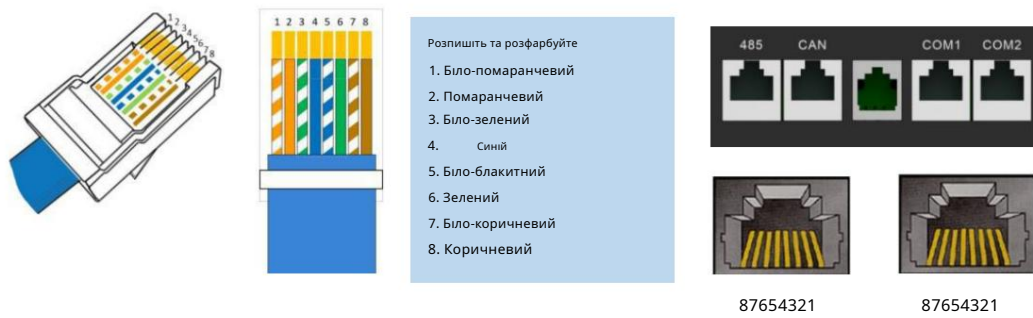 12345678
1 2 3 4 5 6 7 8
Розпишіть та розфарбуйте
1. Біло-помаранчевий
2. Помаранчевий
3. Біло-зелений
4. Синій
5. Біло-блакитний
6. Зелений
7. Біло-коричневий
8. Коричневий
485 CAN COM1 COM2
87654321 87654321